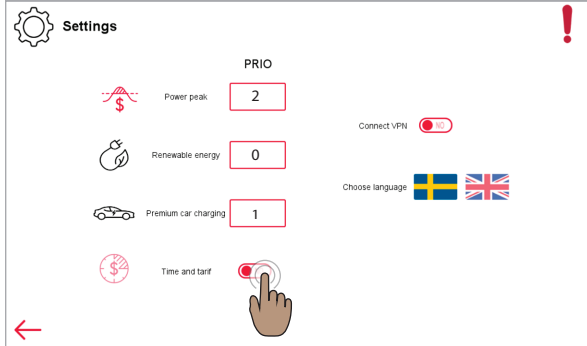 Settings
PRIO
Power peak
2
Connect VPN
NO
Renewable energy
0
Choose language
Premium car charging
1
Time and tarif